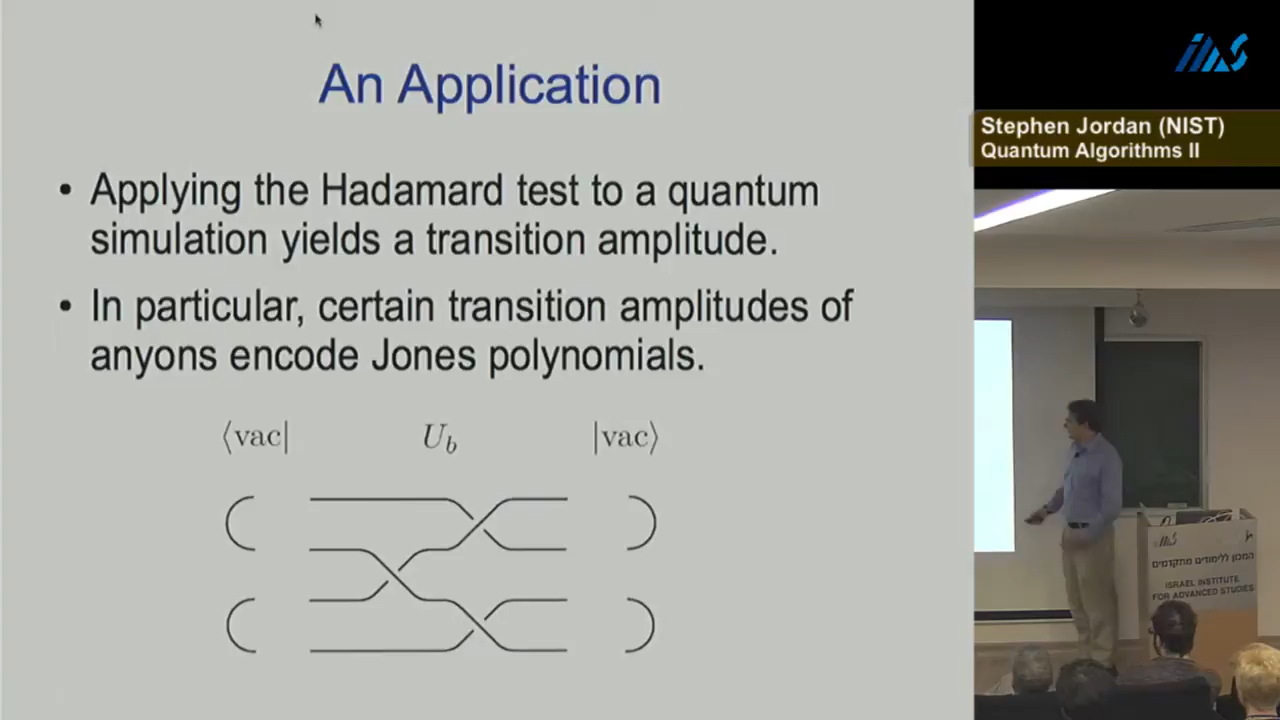 An Application
• Applying the Hadamard test to a quantum
simulation yields a transition amplitude.
• In particular, certain transition amplitudes of
anyons encode Jones polynomials.
⟨vac| U_b |vac⟩
IIAS
Stephen Jordan (NIST)
Quantum Algorithms II
IIAS
המכון ללימודים מתקדמים
ISRAEL INSTITUTE
FOR ADVANCED STUDIES